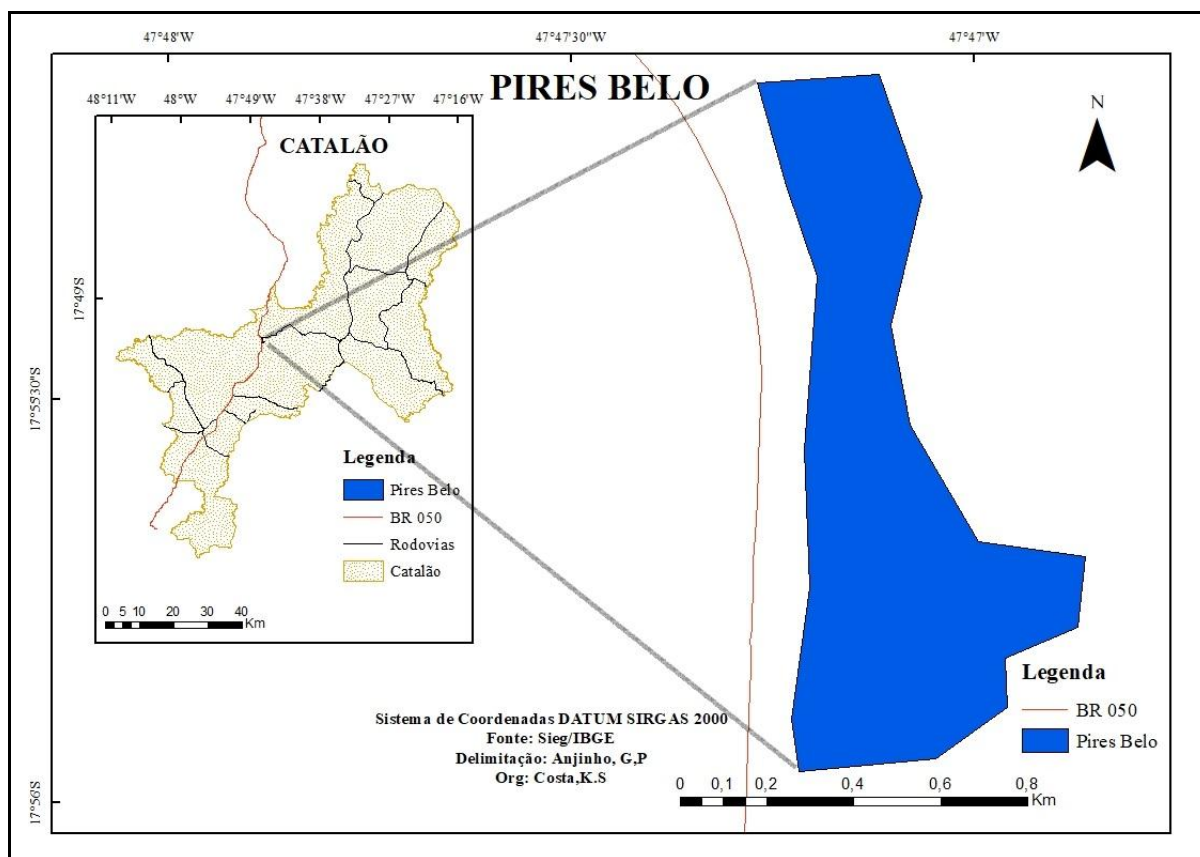 47°48'W 47°47'30"W 47°47'W
PIRES BELO
48°11'W 48°W 47°49'W 47°38'W 47°27'W 47°16'W
CATALÃO
N
17°49'S
17°55'30"S
17°56'S
Legenda
Pires Belo
BR 050
Rodovias
Catalão
0 5 10 20 30 40
Km
Sistema de Coordenadas DATUM SIRGAS 2000
Fonte: Sieg/IBGE
Delimitação: Anjinho, G,P
Org: Costa,K.S
Legenda
BR 050
Pires Belo
0 0,1 0,2 0,4 0,6 0,8
Km